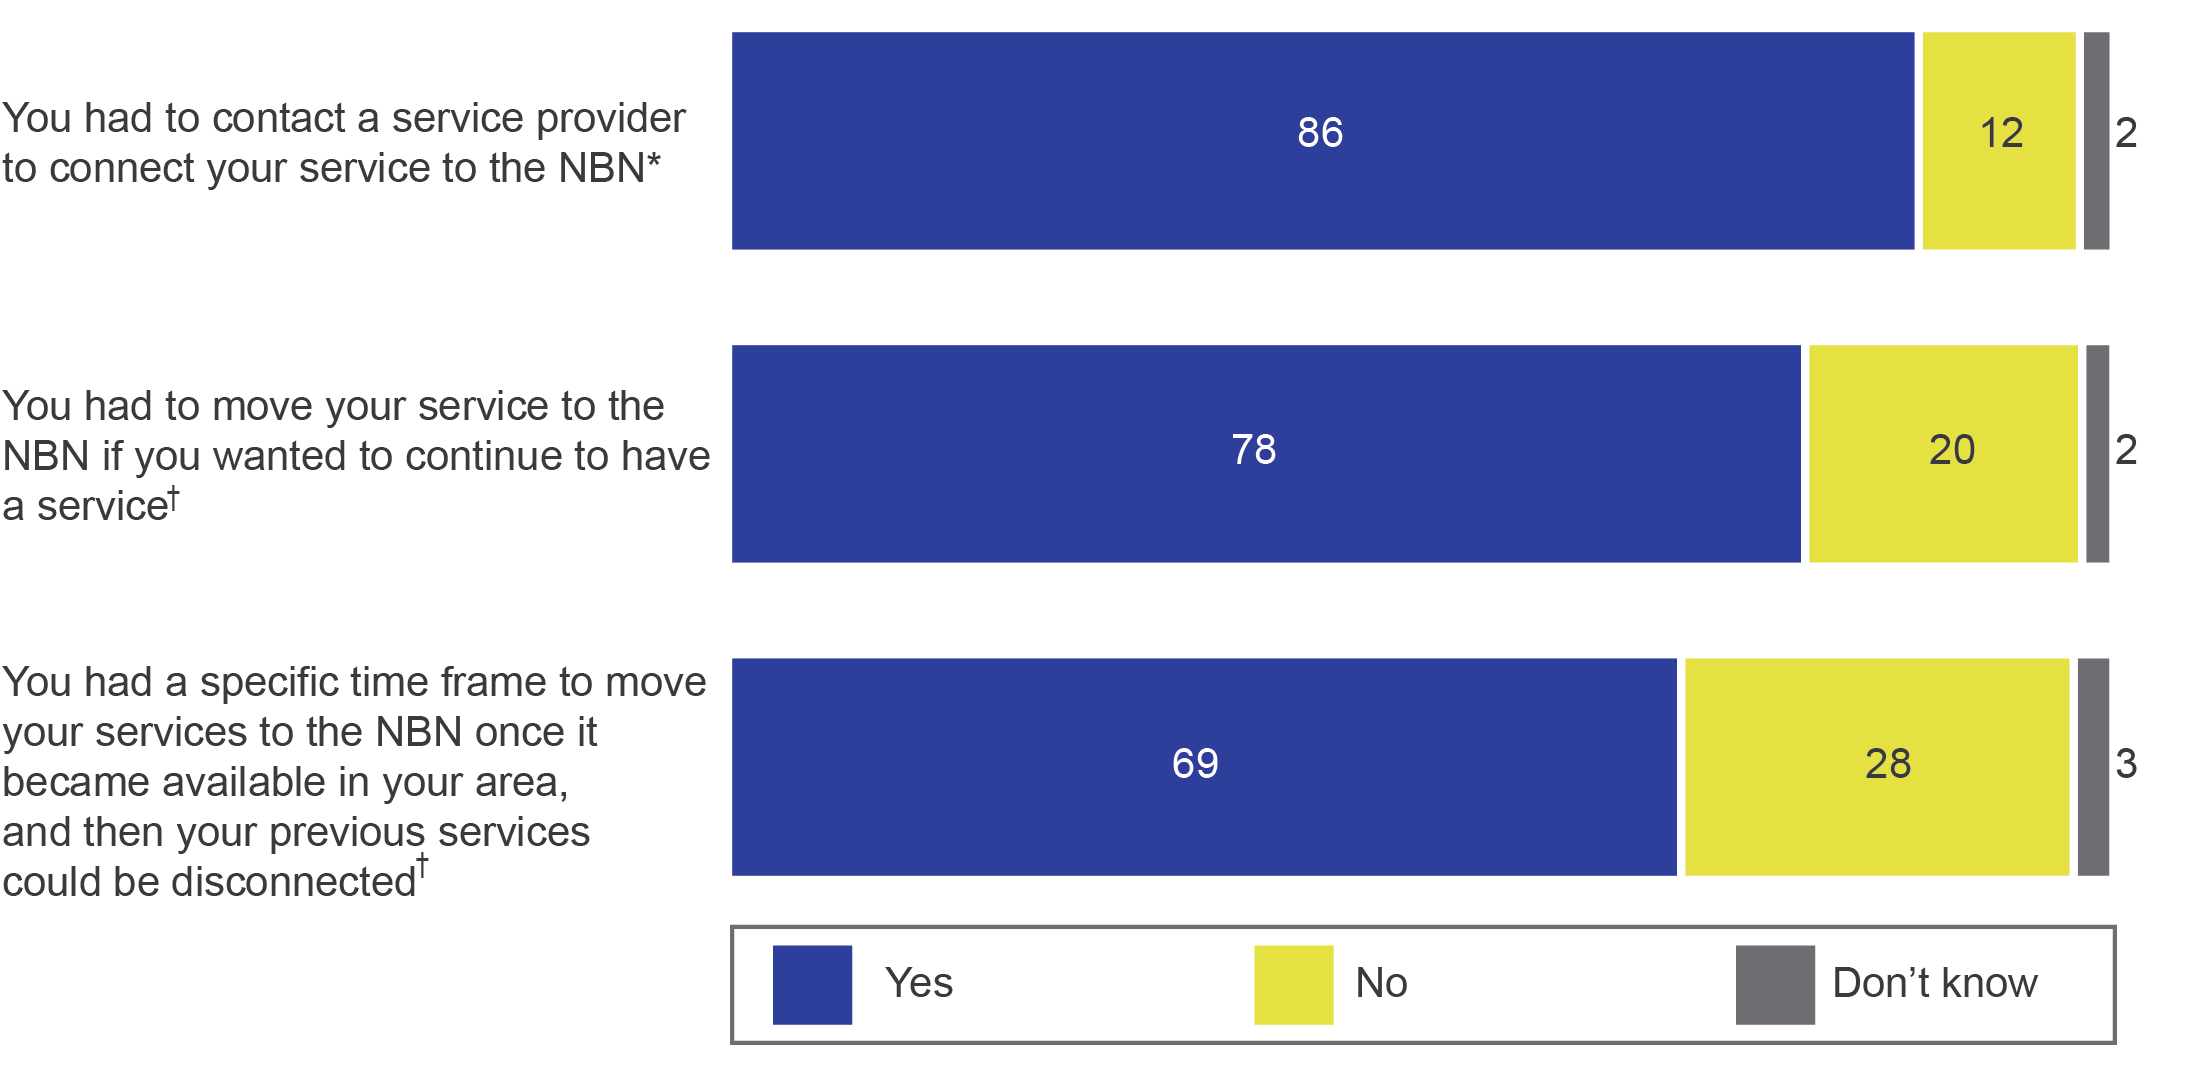 You had to contact a service provider
to connect your service to the NBN*
86
12
2
You had to move your service to the
NBN if you wanted to continue to have
a service†
78
20
2
You had a specific time frame to move
your services to the NBN once it
became available in your area,
and then your previous services
could be disconnected†
69
28
3
Yes
No
Don’t know